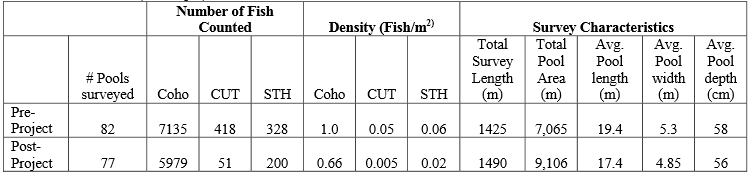 Number of Fish Counted Density (Fish/m²) Survey Characteristics
# Pools surveyed Coho CUT STH Coho CUT STH Total Survey Length (m) Total Pool Area (m) Avg. Pool length (m) Avg. Pool width (m) Avg. Pool depth (cm)
Pre-Project 82 7135 418 328 1.0 0.05 0.06 1425 7,065 19.4 5.3 58
Post-Project 77 5979 51 200 0.66 0.005 0.02 1490 9,106 17.4 4.85 56